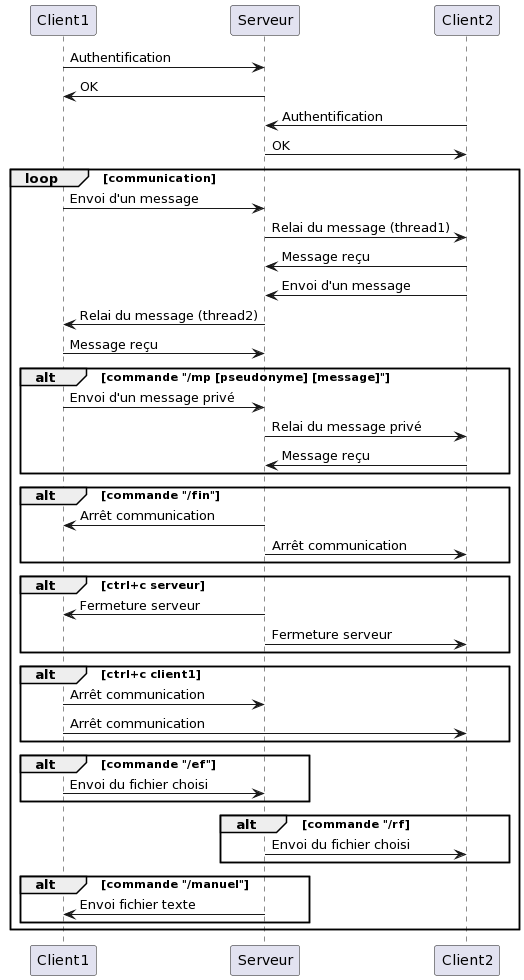 Client1 Serveur Client2
Authentification
OK
Authentification
OK
loop [communication]
Envoi d'un message
Relai du message (thread1)
Message reçu
Envoi d'un message
Relai du message (thread2)
Message reçu
alt [commande "/mp [pseudonyme] [message]"]
Envoi d'un message privé
Relai du message privé
Message reçu
alt [commande "/fin"]
Arrêt communication
Arrêt communication
alt [ctrl+c serveur]
Fermeture serveur
Fermeture serveur
alt [ctrl+c client1]
Arrêt communication
Arrêt communication
alt [commande "/ef"]
Envoi du fichier choisi
alt [commande "/rf]
Envoi du fichier choisi
alt [commande "/manuel"]
Envoi fichier texte
Client1 Serveur Client2